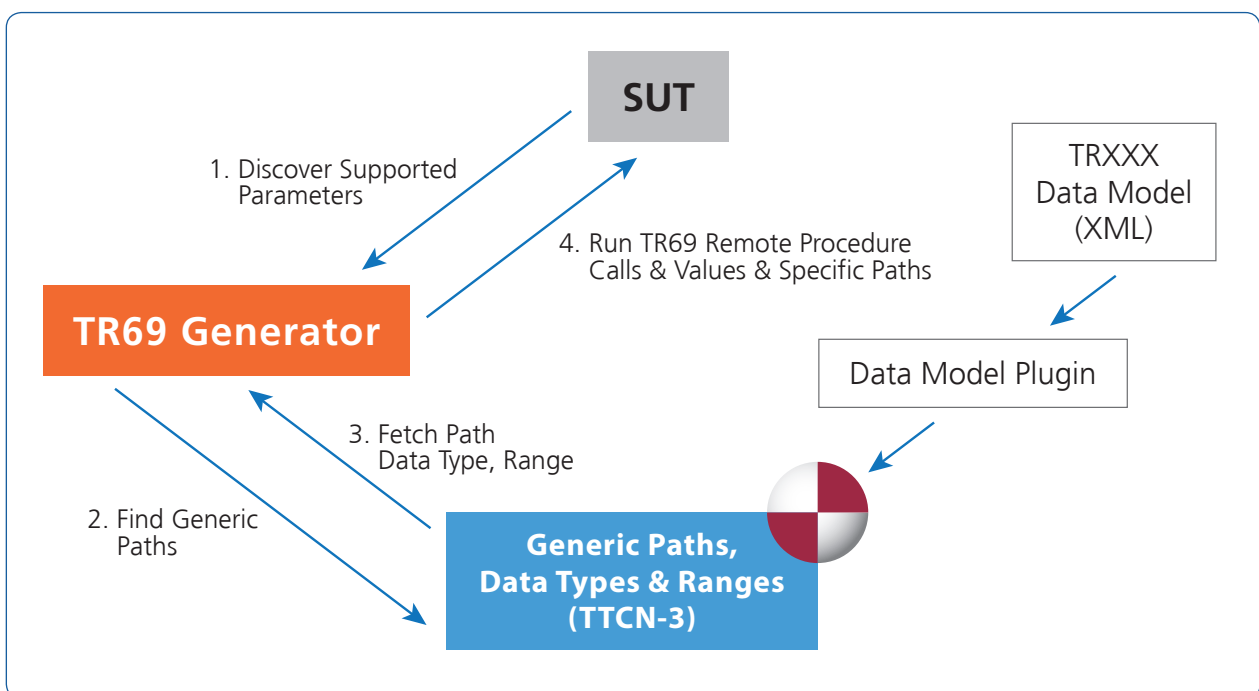 SUT
TRXXX
Data Model
(XML)
1. Discover Supported
Parameters
4. Run TR69 Remote Procedure
Calls & Values & Specific Paths
TR69 Generator
Data Model Plugin
3. Fetch Path
Data Type, Range
2. Find Generic
Paths
Generic Paths,
Data Types & Ranges
(TTCN-3)